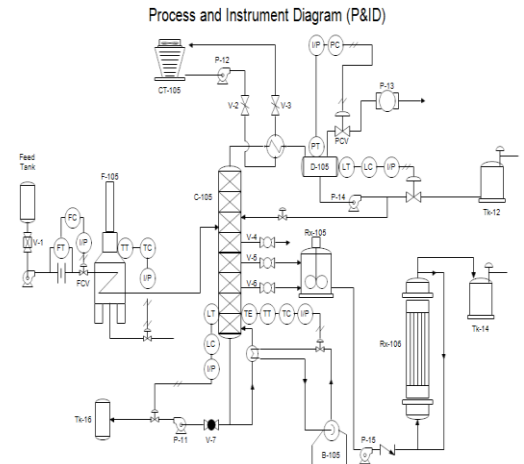 Process and Instrument Diagram (P&ID)
P-12
I/P
PC
CT-105
V-2
V-3
P-13
PCV
PT
D-105
LT
LC
I/P
Feed
Tank
F-105
C-105
P-14
Tk-12
FC
V-1
FT
I/P
TT
TC
V-4
Rx-105
V-5
FCV
I/P
V-6
LT
TE
TT
TC
I/P
Tk-14
LC
Rx-106
I/P
Tk-16
P-11
V-7
B-105
P-15